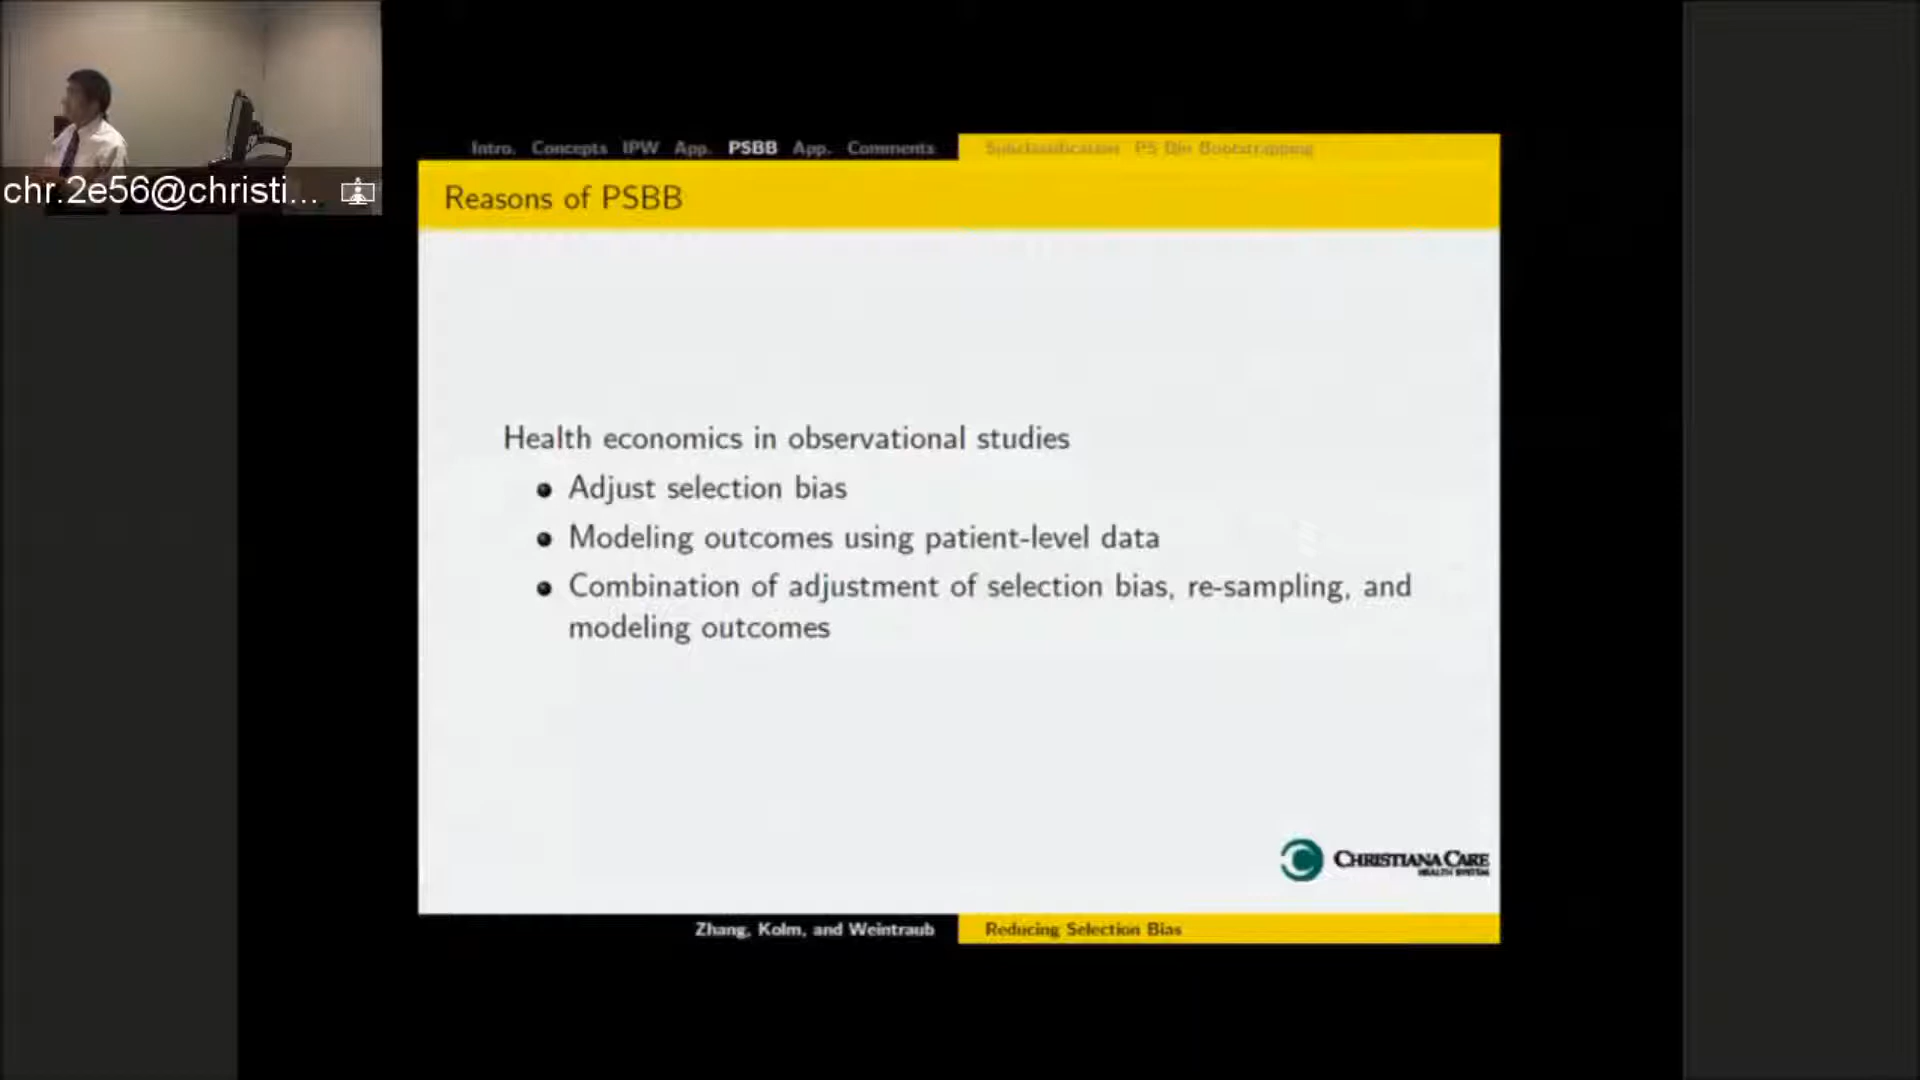 chr.2e56@christi...
Intro. Concepts IPW App. PSBB App. Comments
Subclassification PS Bin Bootstrapping
Reasons of PSBB
Health economics in observational studies
Adjust selection bias
Modeling outcomes using patient-level data
Combination of adjustment of selection bias, re-sampling, and
modeling outcomes
CHRISTIANA CARE
HEALTH SYSTEM
Zhang, Kolm, and Weintraub
Reducing Selection Bias